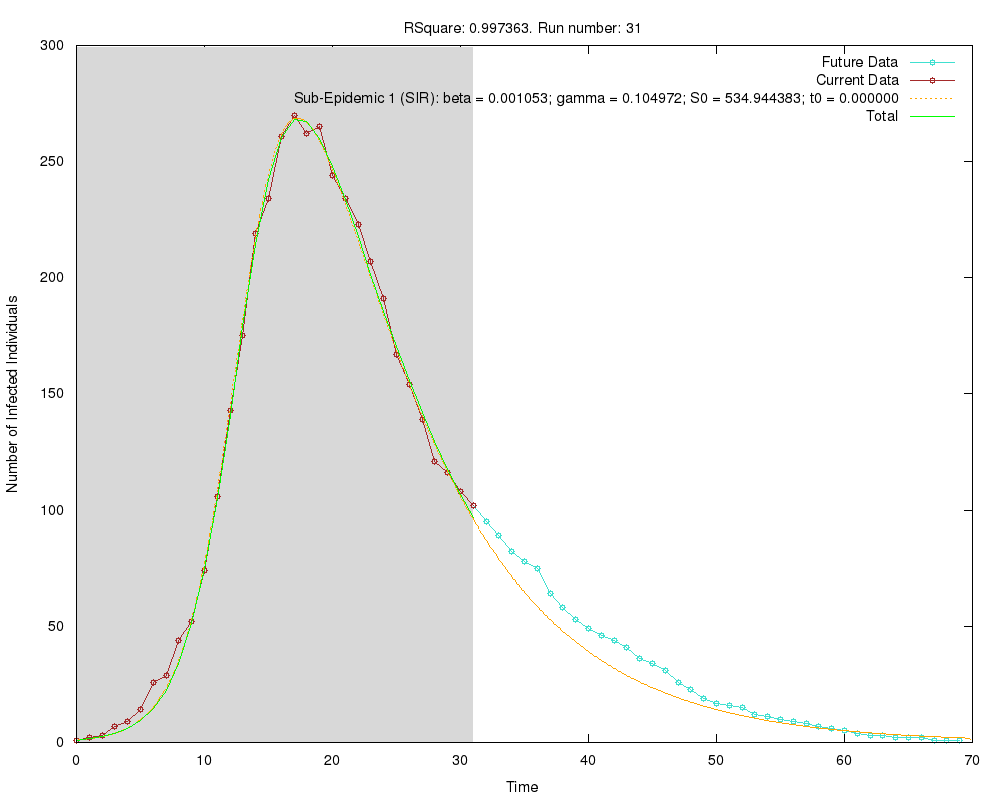 RSquare: 0.997363. Run number: 31
Future Data
Current Data
Sub-Epidemic 1 (SIR): beta = 0.001053; gamma = 0.104972; S0 = 534.944383; t0 = 0.000000
Total
300
250
200
150
100
50
0
Number of Infected Individuals
0 10 20 30 40 50 60 70
Time